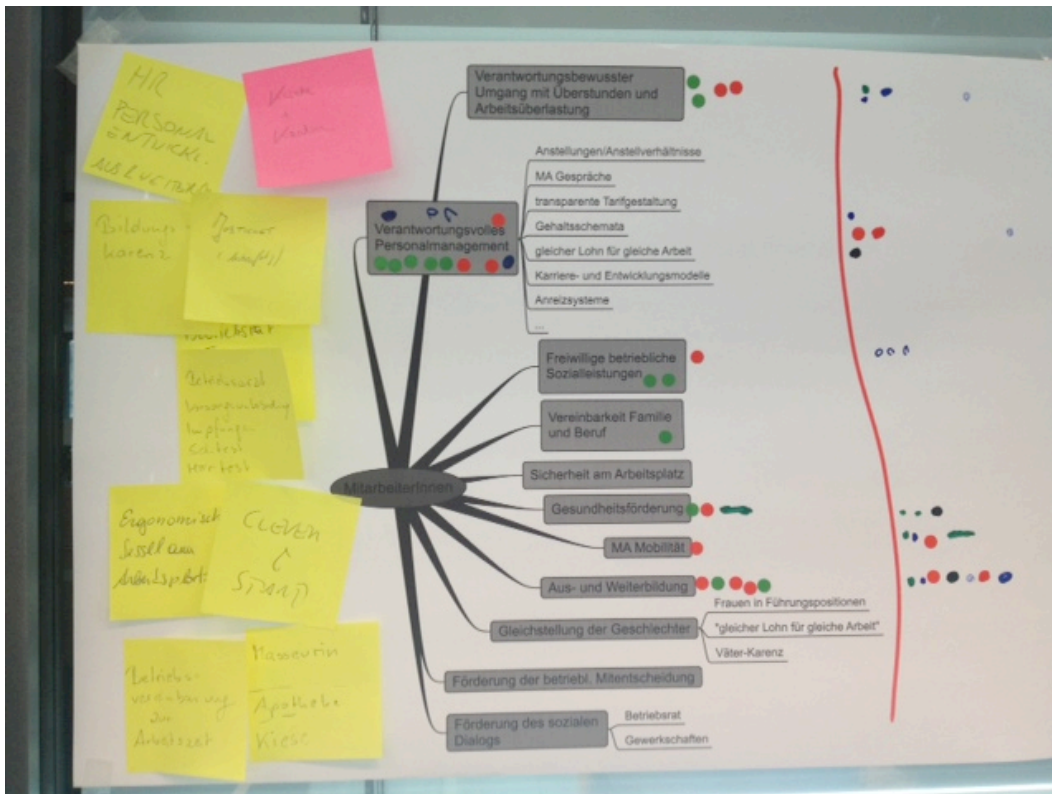 HR
PERSONAL
ENTWICKL.
Bildungs-
karenz
Ergonomisch
Sessel am
Arbeitsplatz
CLEVER
START
Betriebs-
vereinbarung
zur
Arbeitszeit
Masseurin
Apotheke
Kiese
Impfungen
Verantwortungsbewusster
Umgang mit Überstunden und
Arbeitsüberlastung
Verantwortungsvolles
Personalmanagement
Anstellungen/Anstellverhältnisse
MA Gespräche
transparente Tarifgestaltung
Gehaltsschemata
gleicher Lohn für gleiche Arbeit
Karriere- und Entwicklungsmodelle
Anreizsysteme
...
Freiwillige betriebliche
Sozialleistungen
Vereinbarkeit Familie
und Beruf
MitarbeiterInnen
Sicherheit am Arbeitsplatz
Gesundheitsförderung
MA Mobilität
Aus- und Weiterbildung
Gleichstellung der Geschlechter
Frauen in Führungspositionen
"gleicher Lohn für gleiche Arbeit"
Väter-Karenz
Förderung der betriebl. Mitentscheidung
Förderung des sozialen
Dialogs
Betriebsrat
Gewerkschaften